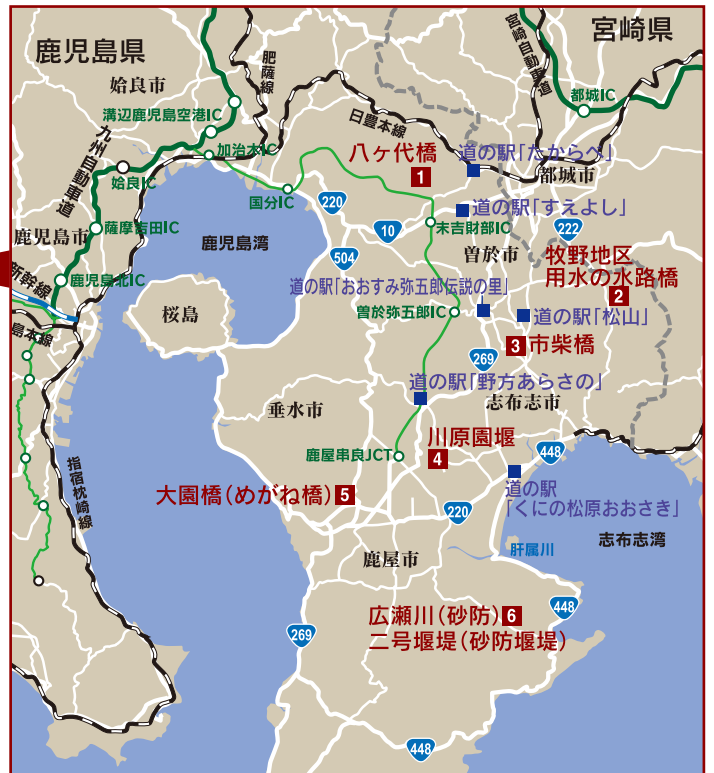 鹿児島県
宮崎県
姶良市
肥薩線
宮崎自動車道
溝辺鹿児島空港IC
都城IC
九州自動車道
加治木IC
日豊本線
八ヶ代橋
1
道の駅「たからべ」
都城市
姶良IC
国分IC
220
道の駅「すえよし」
鹿児島市
薩摩吉田IC
鹿児島湾
10
末吉財部IC
222
504
曽於市
牧野地区
用水の水路橋
2
新幹線
鹿児島北IC
道の駅「おおすみ弥五郎伝説の里」
桜島
曽於弥五郎IC
道の駅「松山」
島本線
3
市柴橋
269
道の駅「野方あらさの」
垂水市
志布志市
川原園堰
4
448
鹿屋串良JCT
指宿枕崎線
大園橋(めがね橋)
5
道の駅
「くにの松原おおさき」
220
志布志湾
鹿屋市
肝属川
広瀬川(砂防)
6
二号堰堤(砂防堰堤)
448
269
448